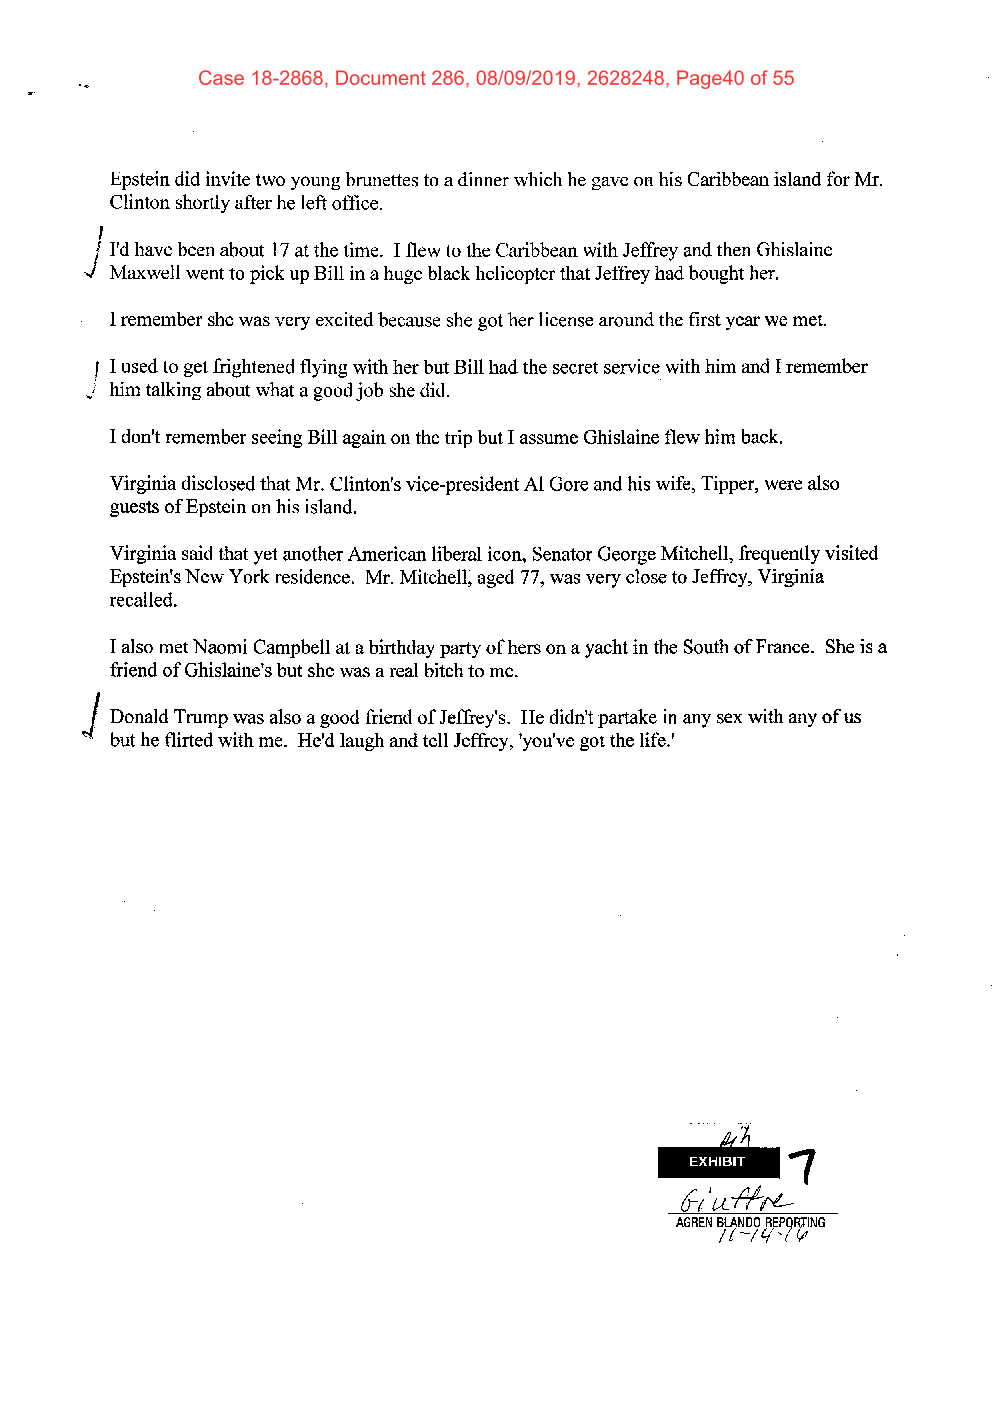 Case 18-2868, Document 286, 08/09/2019, 2628248, Page40 of 55
Epstein did invite two young brunettes to a dinner which he gave on his Caribbean island for Mr.
Clinton shortly after he left office.
I'd have been about 17 at the time. I flew to the Caribbean with Jeffrey and then Ghislaine
Maxwell went to pick up Bill in a huge black helicopter that Jeffrey had bought her.
I remember she was very excited because she got her license around the first year we met.
I used to get frightened flying with her but Bill had the secret service with him and I remember
him talking about what a good job she did.
I don't remember seeing Bill again on the trip but I assume Ghislaine flew him back.
Virginia disclosed that Mr. Clinton's vice-president Al Gore and his wife, Tipper, were also
guests of Epstein on his island.
Virginia said that yet another American liberal icon, Senator George Mitchell, frequently visited
Epstein's New York residence. Mr. Mitchell, aged 77, was very close to Jeffrey, Virginia
recalled.
I also met Naomi Campbell at a birthday party of hers on a yacht in the South of France. She is a
friend of Ghislaine's but she was a real bitch to me.
Donald Trump was also a good friend of Jeffrey's. He didn't partake in any sex with any of us
but he flirted with me. He'd laugh and tell Jeffrey, 'you've got the life.'
EXHIBIT 7
Giuffre
AGREN BLANDO REPORTING
11-14-16